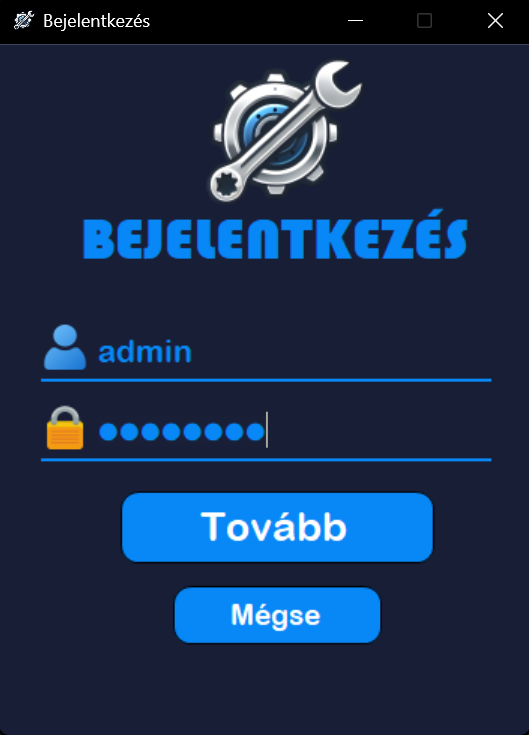 Bejelentkezés
BEJELENTKEZÉS
admin
●●●●●●●●
Tovább
Mégse